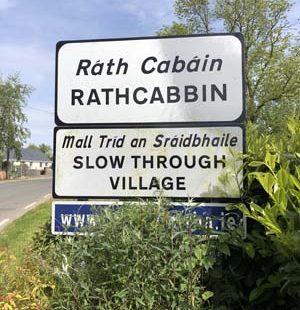 Ráth Cabáin
RATHCABBIN
Mall Tríd an Sráidbhaile
SLOW THROUGH
VILLAGE